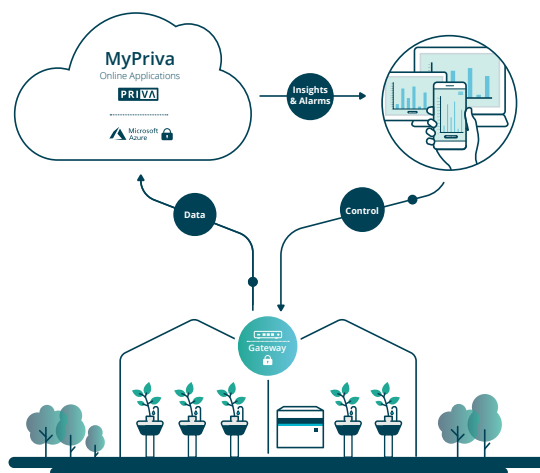 MyPriva
Online Applications
PRIVA
Microsoft
Azure
Insights
& Alarms
Data
Control
Gateway